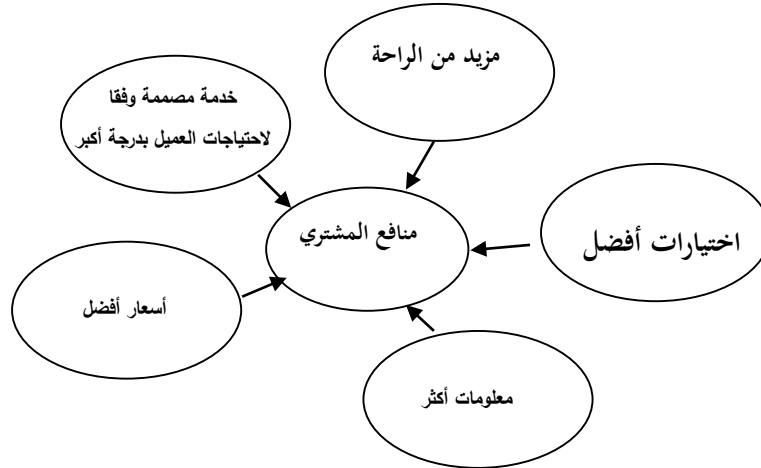 مزيد من الراحة
خدمة مصممة وفقا
لاحتياجات العميل بدرجة أكبر
منافع المشتري
اختيارات أفضل
أسعار أفضل
معلومات أكثر